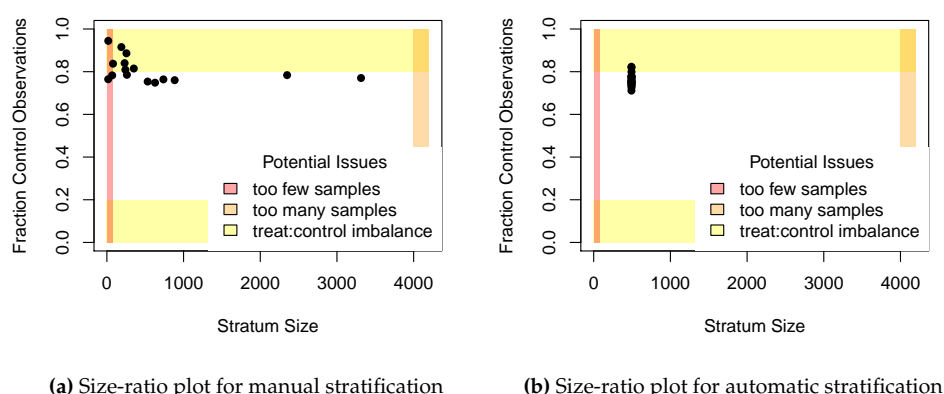 Fraction Control Observations
1.0
0.8
0.6
0.4
0.2
0.0
Potential Issues
too few samples
too many samples
treat:control imbalance
0 1000 2000 3000 4000
Stratum Size
(a) Size-ratio plot for manual stratification
Fraction Control Observations
1.0
0.8
0.6
0.4
0.2
0.0
Potential Issues
too few samples
too many samples
treat:control imbalance
0 1000 2000 3000 4000
Stratum Size
(b) Size-ratio plot for automatic stratification